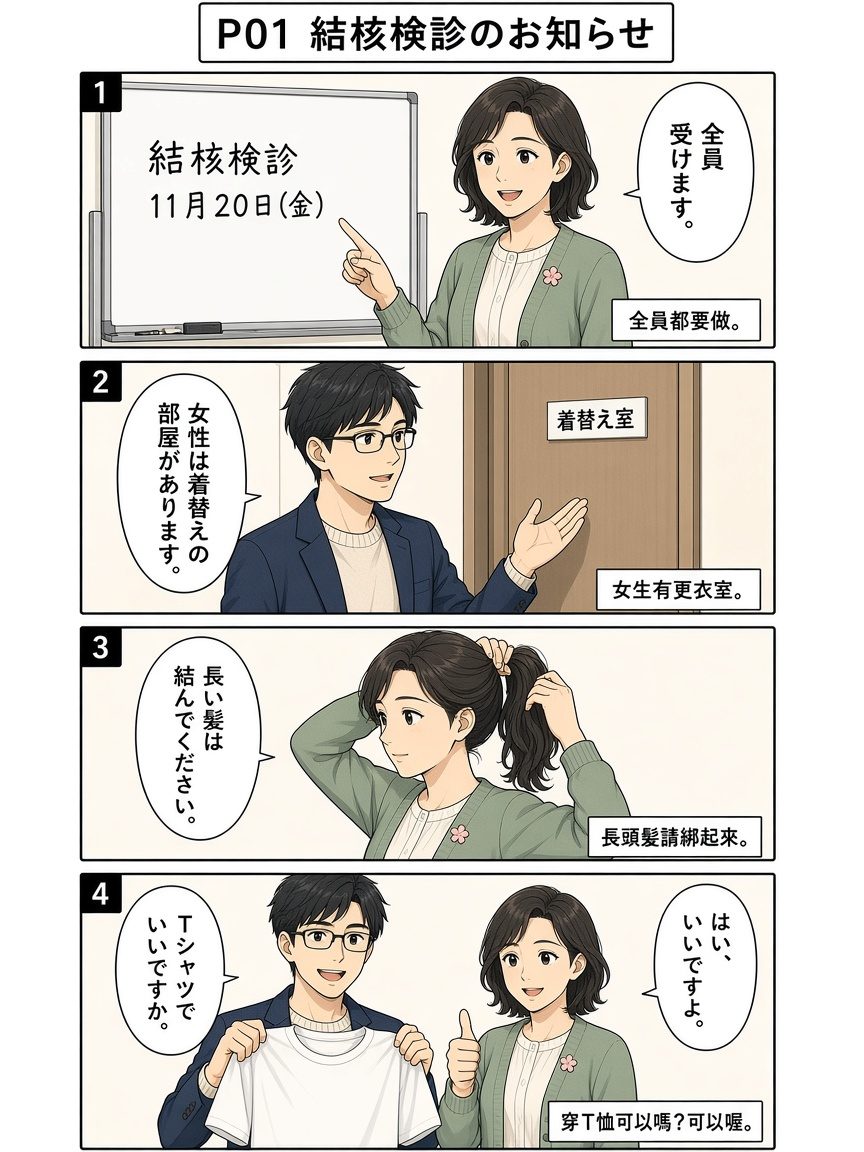 P01 結核検診のお知らせ
1
結核検診
11月20日(金)
全員
受けます。
全員都要做。
2
女性は着替えの
部屋があります。
着替え室
女生有更衣室。
3
長い髪は
結んでください。
長頭髮請綁起來。
4
Tシャツで
いいですか。
はい、
いいですよ。
穿T恤可以嗎？可以喔。